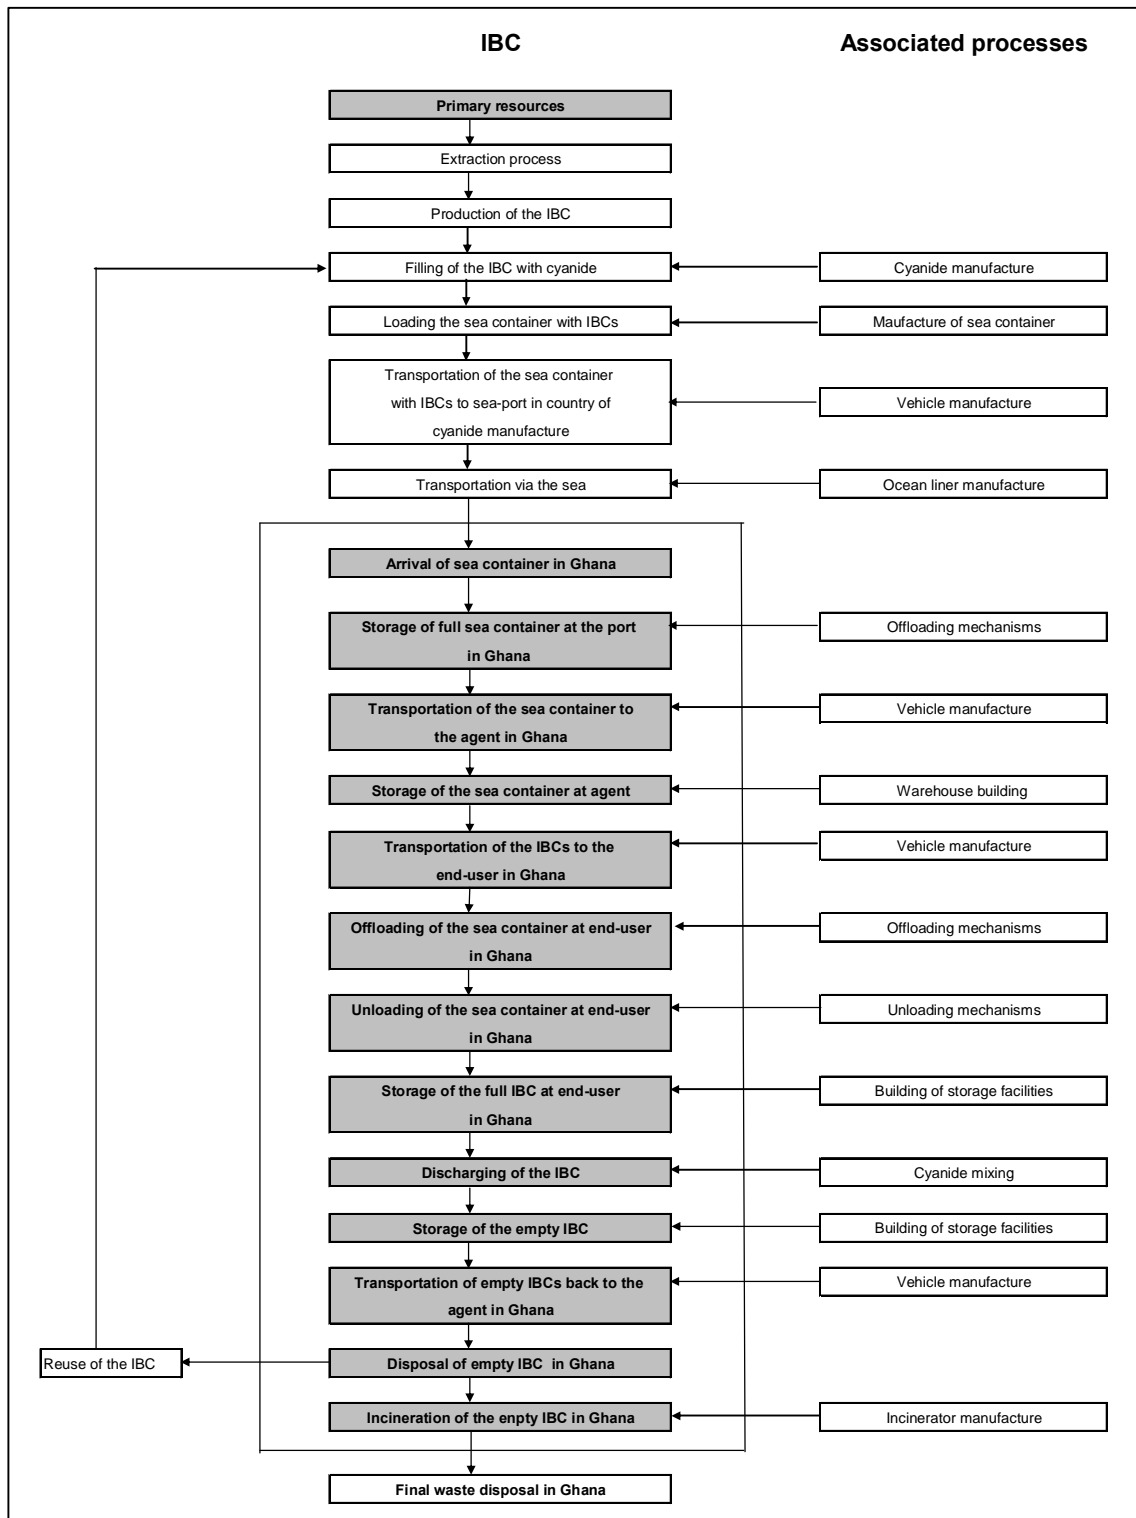 IBC
Associated processes
Primary resources
Extraction process
Production of the IBC
Filling of the IBC with cyanide
Cyanide manufacture
Loading the sea container with IBCs
Maufacture of sea container
Transportation of the sea container
with IBCs to sea-port in country of
cyanide manufacture
Vehicle manufacture
Transportation via the sea
Ocean liner manufacture
Arrival of sea container in Ghana
Storage of full sea container at the port
in Ghana
Offloading mechanisms
Transportation of the sea container to
the agent in Ghana
Vehicle manufacture
Storage of the sea container at agent
Warehouse building
Transportation of the IBCs to the
end-user in Ghana
Vehicle manufacture
Offloading of the sea container at end-user
in Ghana
Offloading mechanisms
Unloading of the sea container at end-user
in Ghana
Unloading mechanisms
Storage of the full IBC at end-user
in Ghana
Building of storage facilities
Discharging of the IBC
Cyanide mixing
Storage of the empty IBC
Building of storage facilities
Transportation of empty IBCs back to the
agent in Ghana
Vehicle manufacture
Reuse of the IBC
Disposal of empty IBC in Ghana
Incineration of the enpty IBC in Ghana
Incinerator manufacture
Final waste disposal in Ghana